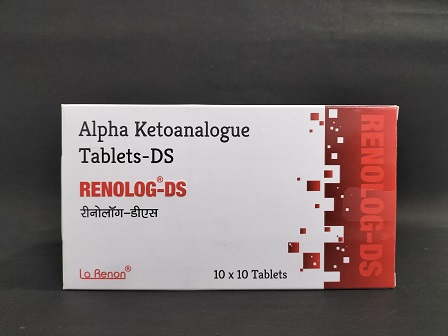 Alpha Ketoanalogue
Tablets-DS
RENOLOG®-DS
रीनोलॉग-डीएस
La Renon®
10 x 10 Tablets
RENOLOG®-DS